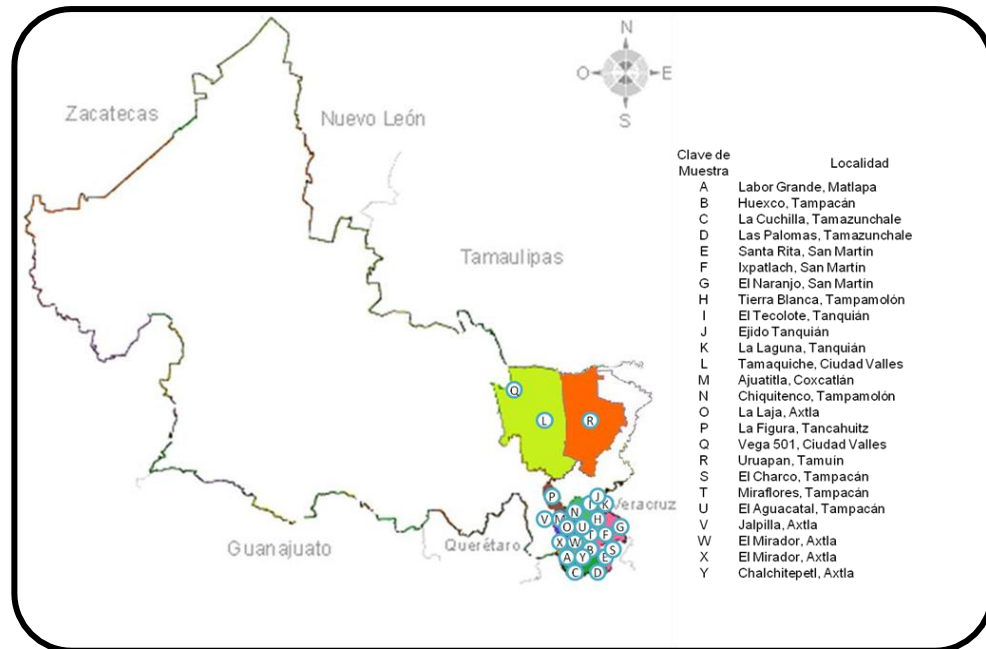 N
O E
S
Zacatecas
Nuevo León
Tamaulipas
Veracruz
Querétaro
Guanajuato
Q
L
R
P
J
I K
V M N
O U H G
X W T F
A Y B E S
C D
Clave de Muestra Localidad
A Labor Grande, Matlapa
B Huexco, Tampacán
C La Cuchilla, Tamazunchale
D Las Palomas, Tamazunchale
E Santa Rita, San Martín
F Ixpatlach, San Martín
G El Naranjo, San Martín
H Tierra Blanca, Tampamolón
I El Tecolote, Tanquián
J Ejido Tanquián
K La Laguna, Tanquián
L Tamaquiche, Ciudad Valles
M Ajuatitla, Coxcatlán
N Chiquitenco, Tampamolón
O La Laja, Axtla
P La Figura, Tancahuitz
Q Vega 501, Ciudad Valles
R Uruapan, Tamuín
S El Charco, Tampacán
T Miraflores, Tampacán
U El Aguacatal, Tampacán
V Jalpilla, Axtla
W El Mirador, Axtla
X El Mirador, Axtla
Y Chalchitepetl, Axtla